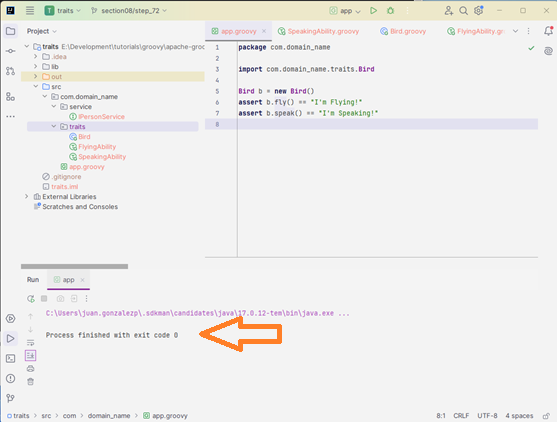 traits
section08/step_72
app
Project
app.groovy
SpeakingAbility.groovy
Bird.groovy
FlyingAbility.gr
traits E:\Development\tutorials\groovy\apache-groo
.idea
lib
out
src
com.domain_name
service
IPersonService
traits
Bird
FlyingAbility
SpeakingAbility
app.groovy
.gitignore
traits.iml
External Libraries
Scratches and Consoles
1 package com.domain_name
2
3 import com.domain_name.traits.Bird
4
5 Bird b = new Bird()
6 assert b.fly() == "I'm Flying!"
7 assert b.speak() == "I'm Speaking!"
8
Run
app
C:\Users\juan.gonzalezp\.sdkman\candidates\java\17.0.12-tem\bin\java.exe ...
Process finished with exit code 0
traits > src > com > domain_name > app.groovy
8:1 CRLF UTF-8 4 spaces